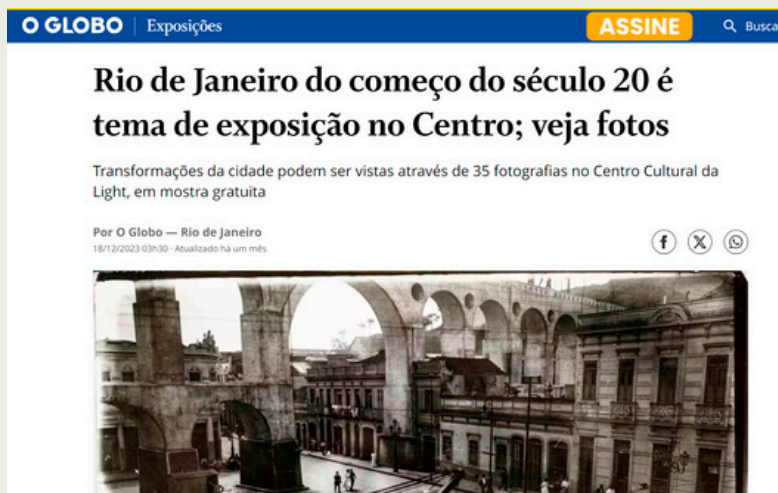 O GLOBO | Exposições ASSINE Busca
Rio de Janeiro do começo do século 20 é
tema de exposição no Centro; veja fotos
Transformações da cidade podem ser vistas através de 35 fotografias no Centro Cultural da
Light, em mostra gratuita
Por O Globo — Rio de Janeiro
18/12/2023 03h30 · Atualizado há um mês